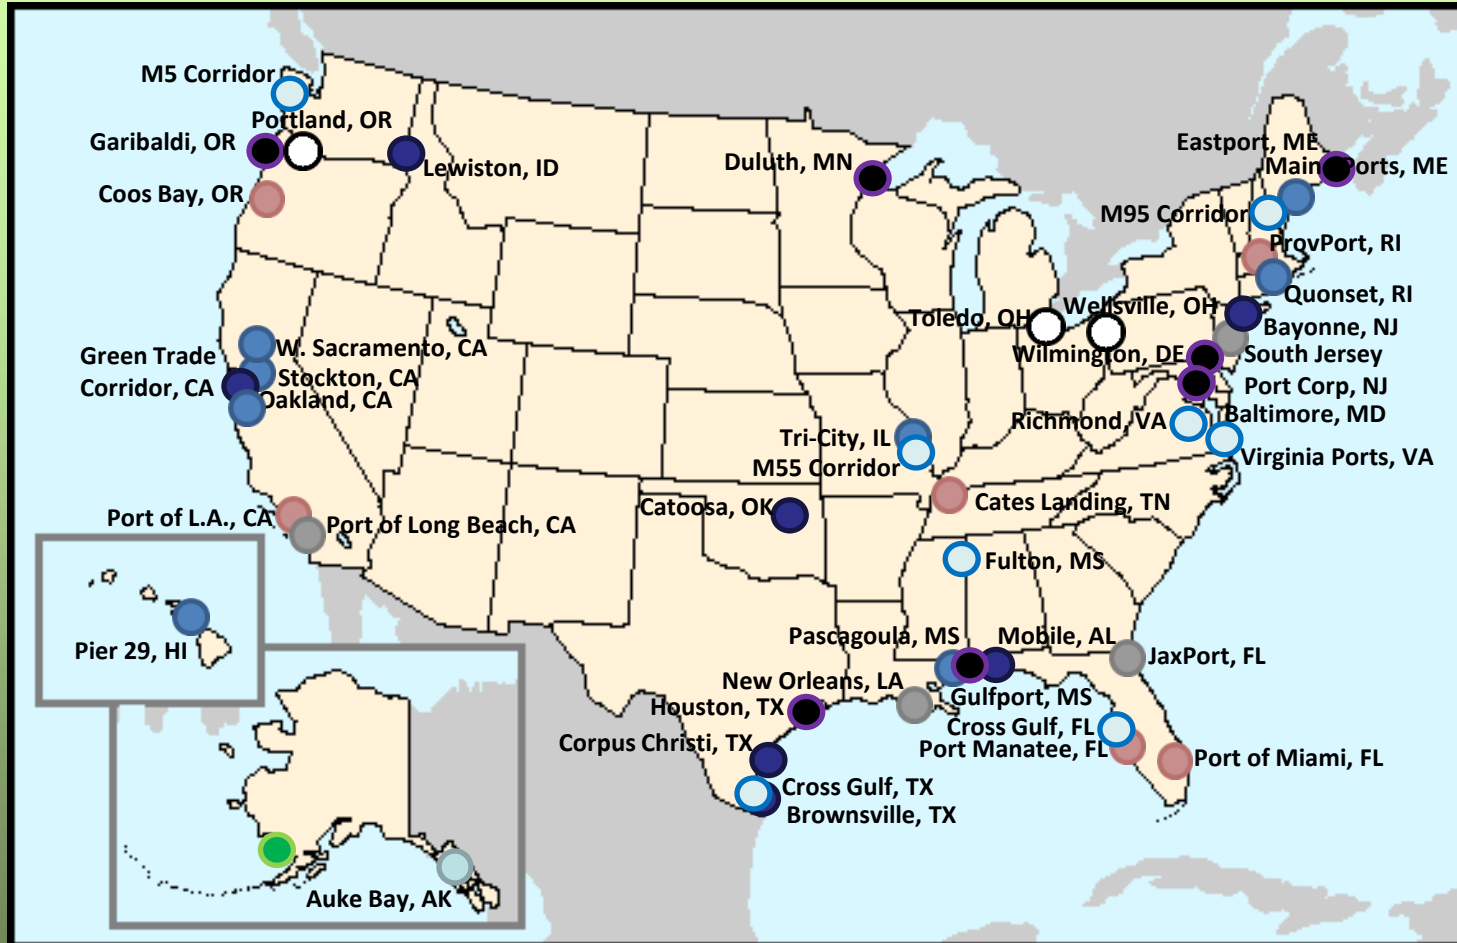 M5 Corridor
Portland, OR
Garibaldi, OR
Lewiston, ID
Coos Bay, OR
Duluth, MN
Eastport, ME
Maine Ports, ME
M95 Corridor
ProvPort, RI
Quonset, RI
Wellsville, OH
Toledo, OH
Bayonne, NJ
Wilmington, DE
South Jersey
Port Corp, NJ
Baltimore, MD
Richmond, VA
Virginia Ports, VA
W. Sacramento, CA
Green Trade
Corridor, CA
Stockton, CA
Oakland, CA
Tri-City, IL
M55 Corridor
Cates Landing, TN
Catoosa, OK
Port of L.A., CA
Port of Long Beach, CA
Fulton, MS
Pascagoula, MS
Mobile, AL
JaxPort, FL
Pier 29, HI
New Orleans, LA
Gulfport, MS
Houston, TX
Cross Gulf, FL
Corpus Christi, TX
Port Manatee, FL
Port of Miami, FL
Cross Gulf, TX
Brownsville, TX
Auke Bay, AK